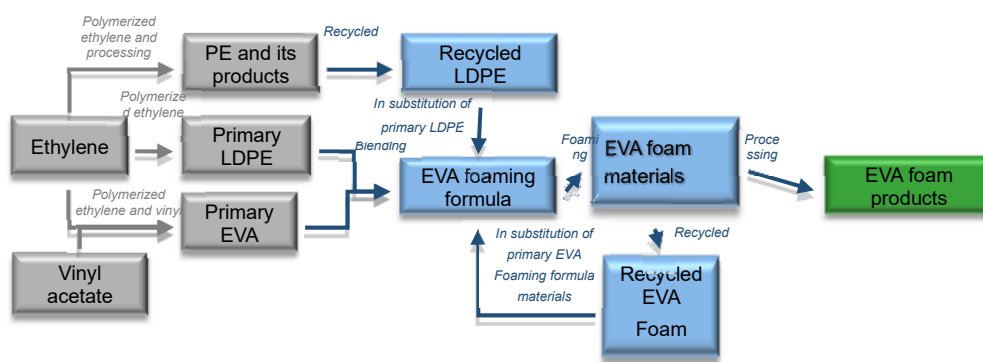 Polymerized
ethylene and
processing
PE and its
products
Recycled
Recycled
LDPE
Polymerize
d ethylene
In substitution of
primary LDPE
Ethylene
Primary
LDPE
Blending
EVA foaming
formula
Foami
ng
EVA foam
materials
Proce
ssing
EVA foam
products
Polymerized
ethylene and vinyl
Primary
EVA
In substitution of
primary EVA
Foaming formula
materials
Recycled
Vinyl
acetate
Recycled
EVA
Foam